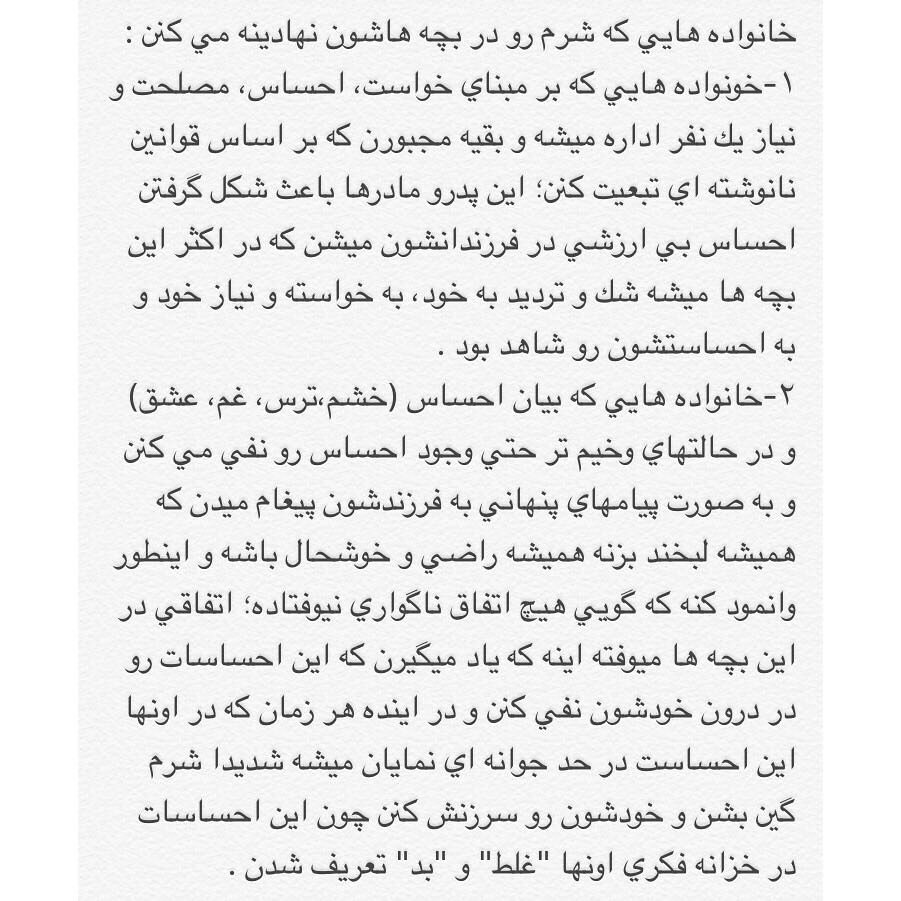 خانواده هايي كه شرم رو در بچه هاشون نهادينه مي كنن :
١-خونواده هايي كه بر مبناي خواست، احساس، مصلحت و
نياز يك نفر اداره ميشه و بقيه مجبورن كه بر اساس قوانين
نانوشته اي تبعيت كنن؛ اين پدرو مادرها باعث شكل گرفتن
احساس بي ارزشي در فرزندانشون ميشن كه در اكثر اين
بچه ها ميشه شك و ترديد به خود، به خواسته و نياز خود و
به احساستشون رو شاهد بود .
٢-خانواده هايي كه بيان احساس (خشم،ترس، غم، عشق)
و در حالتهاي وخيم تر حتي وجود احساس رو نفي مي كنن
و به صورت پيامهاي پنهاني به فرزندشون پيغام ميدن كه
هميشه لبخند بزنه هميشه راضي و خوشحال باشه و اينطور
وانمود كنه كه گويي هيچ اتفاق ناگواري نيوفتاده؛ اتفاقي در
اين بچه ها ميوفته اينه كه ياد ميگيرن كه اين احساسات رو
در درون خودشون نفي كنن و در اينده هر زمان كه در اونها
اين احساست در حد جوانه اي نمايان ميشه شديدا شرم
گين بشن و خودشون رو سرزنش كنن چون اين احساسات
در خزانه فكري اونها "غلط" و "بد" تعريف شدن .